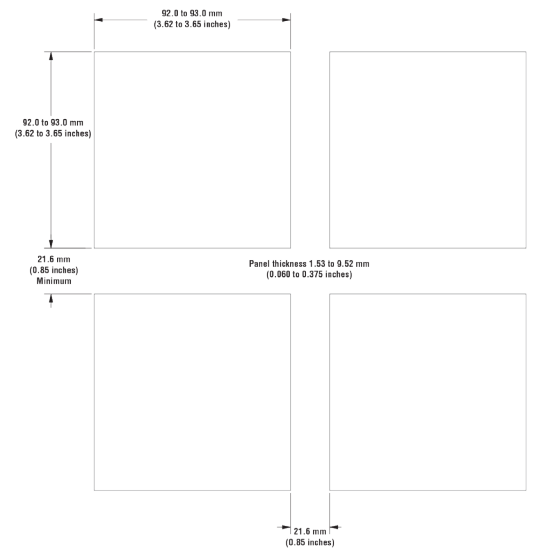 92.0 to 93.0 mm
(3.62 to 3.65 inches)
92.0 to 93.0 mm
(3.62 to 3.65 inches)
21.6 mm
(0.85 inches)
Minimum
Panel thickness 1.53 to 9.52 mm
(0.060 to 0.375 inches)
21.6 mm
(0.85 inches)